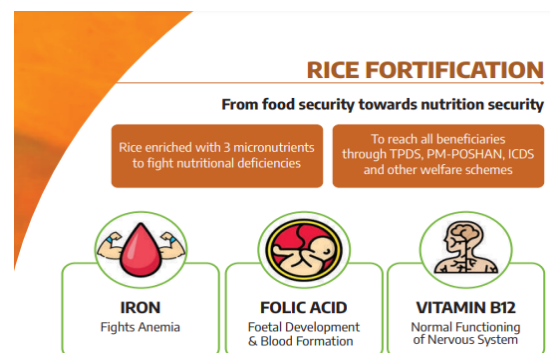 RICE FORTIFICATION
From food security towards nutrition security
Rice enriched with 3 micronutrients
to fight nutritional deficiencies
To reach all beneficiaries
through TPDS, PM-POSHAN, ICDS
and other welfare schemes
IRON
Fights Anemia
FOLIC ACID
Foetal Development
& Blood Formation
VITAMIN B12
Normal Functioning
of Nervous System